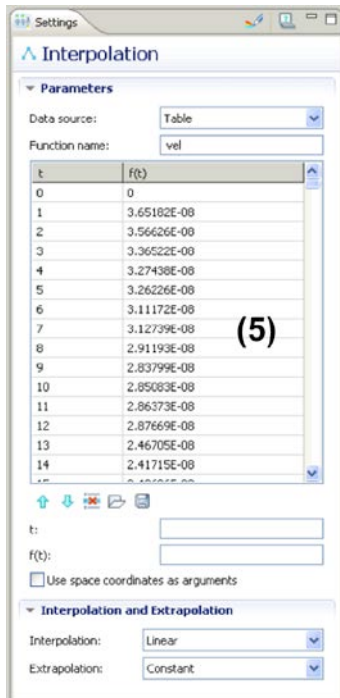 Settings
Interpolation
Parameters
Data source: Table
Function name: vel
t f(t)
0 0
1 3.65182E-08
2 3.56626E-08
3 3.36522E-08
4 3.27438E-08
5 3.26226E-08
6 3.11172E-08
7 3.12739E-08
(5)
8 2.91193E-08
9 2.83799E-08
10 2.85083E-08
11 2.86373E-08
12 2.87669E-08
13 2.46705E-08
14 2.41715E-08
t:
f(t):
Use space coordinates as arguments
Interpolation and Extrapolation
Interpolation: Linear
Extrapolation: Constant